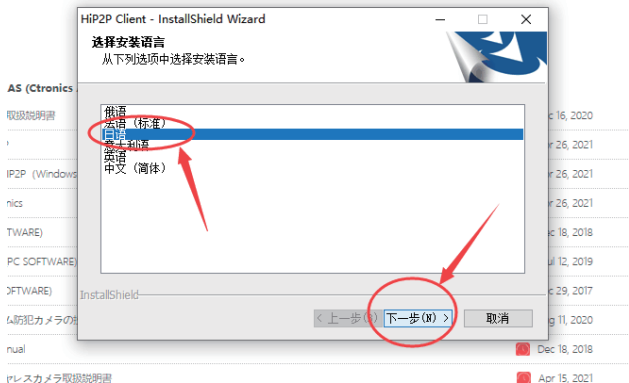 HiP2P Client - InstallShield Wizard
选择安装语言
从下列选项中选择安装语言。
AS (Ctronics
取扱説明書
16, 2020
俄语
法语（标准）
日语
意大利语
英语
中文（简体）
26, 2021
(Windows
26, 2021
nics
26, 2021
TWARE)
18, 2018
PC SOFTWARE)
12, 2019
OFTWARE)
29, 2017
InstallShield
ム防犯カメラの
11, 2020
< 上一步(B)
下一步(N) >
取消
nual
Dec 18, 2018
ヤレスカメラ取扱説明書
Apr 15, 2021